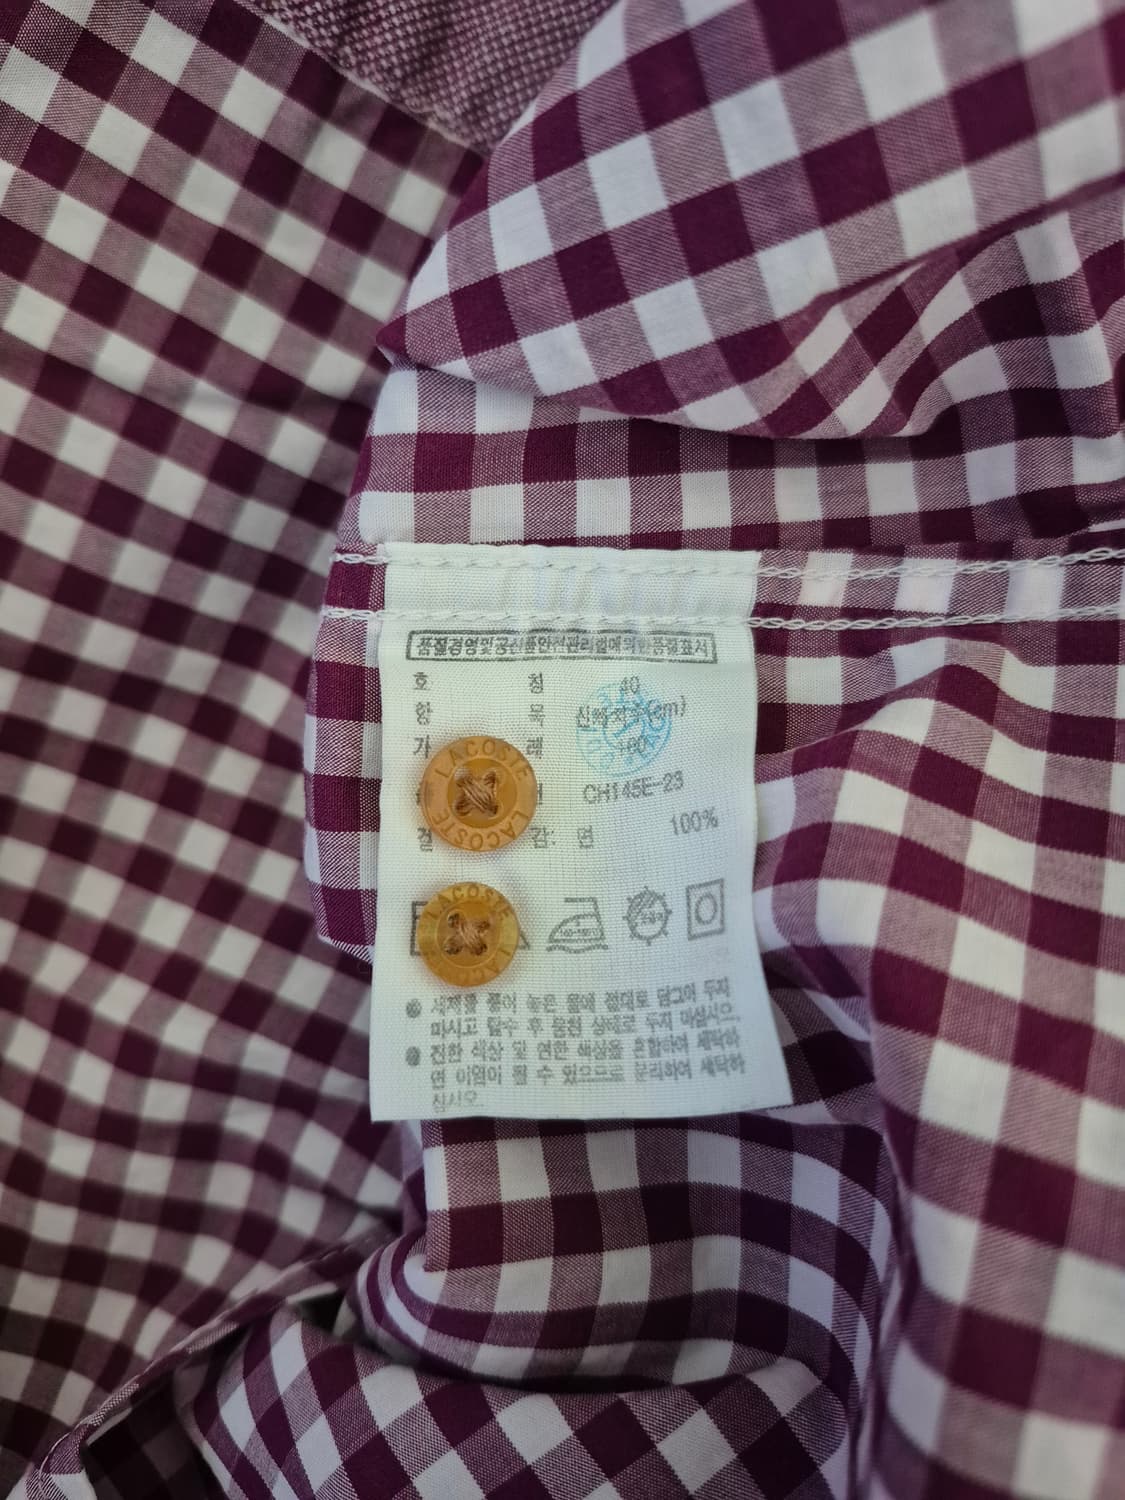 품질경영및공산품안전관리법에의한품질표시
호 칭 40
항 목 신체치수(cm)
가 레 100
CH145E-23
LACOSTE LACOSTE
겉 감: 면 100%
LACOSTE LACOSTE
세제를 풀어 놓은 물에 절대로 담그어 두지
마시고 탈수 후 뭉친 상태로 두지 마십시오.
진한 색상 및 연한 색상을 혼합하여 세탁하
면 이염이 될 수 있으므로 분리하여 세탁하
십시오